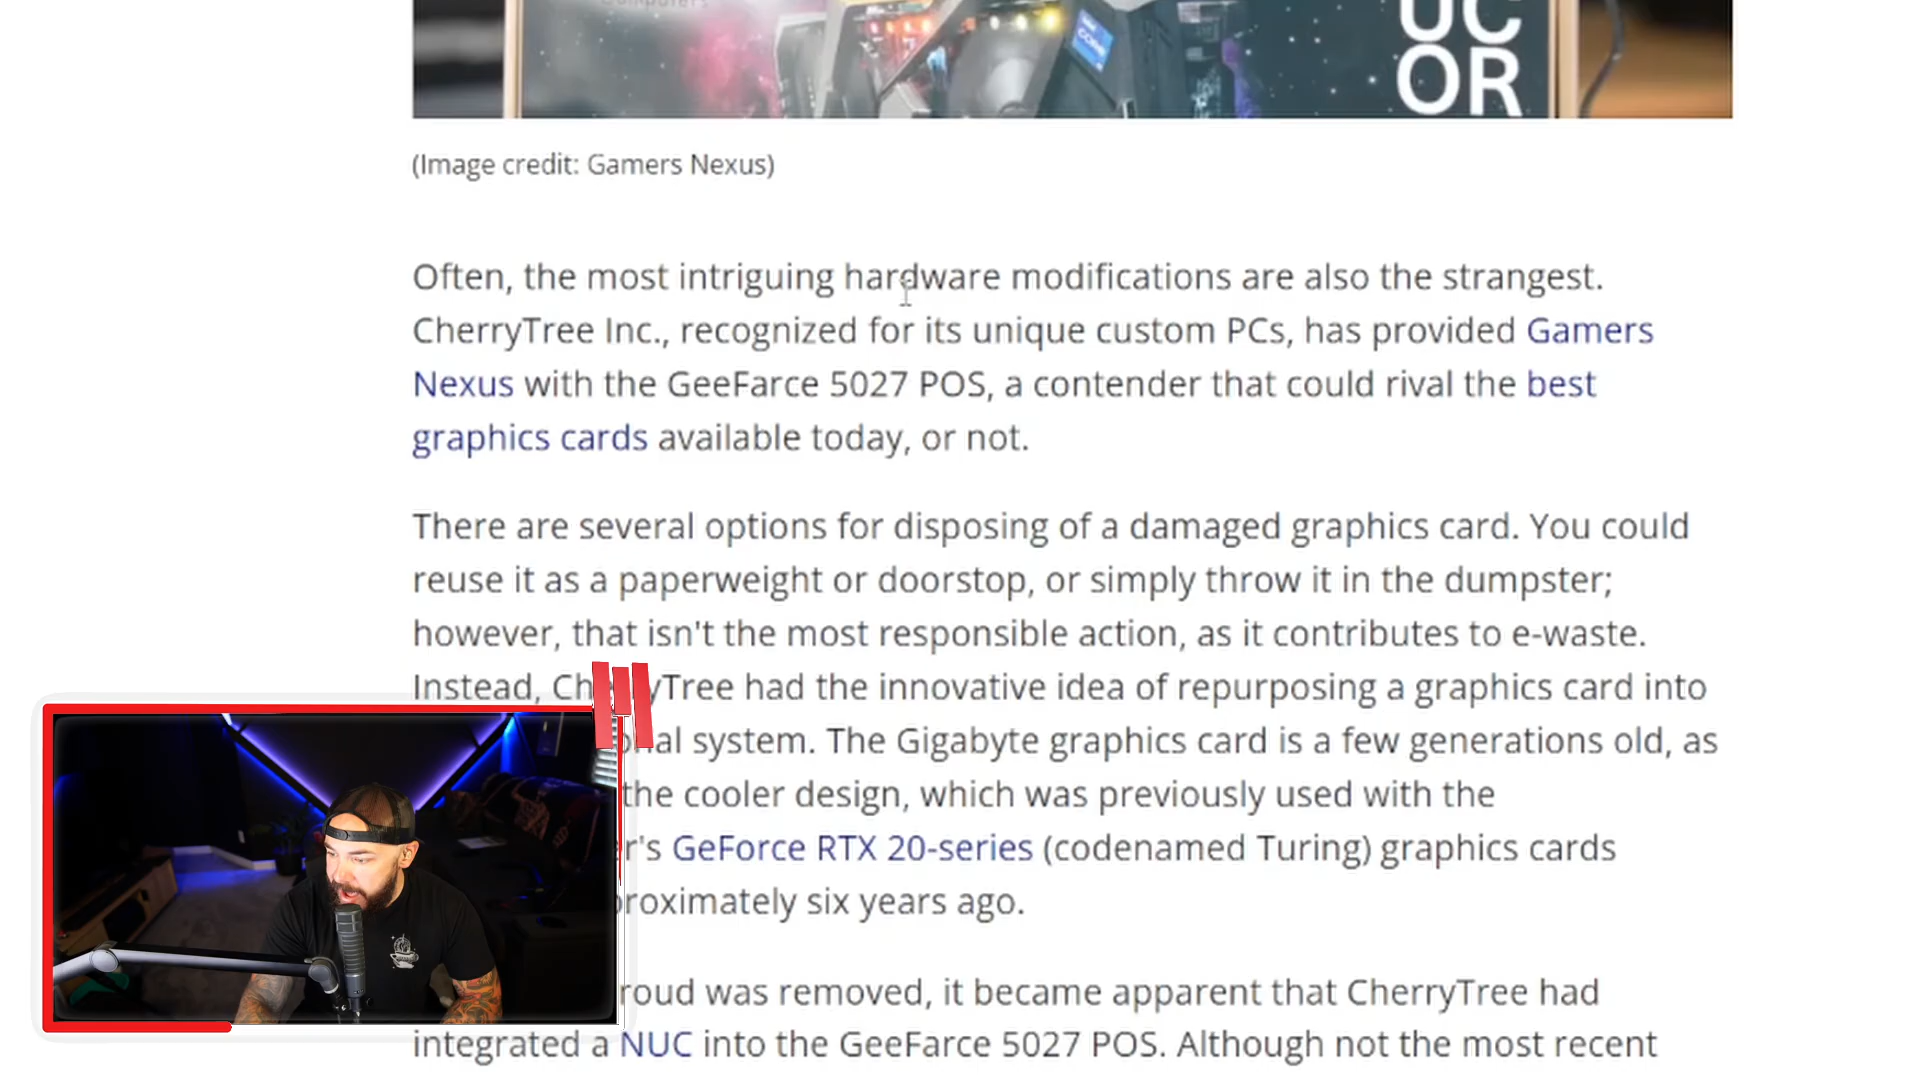 UC
OR
CORE
(Image credit: Gamers Nexus)
Often, the most intriguing hardware modifications are also the strangest.
CherryTree Inc., recognized for its unique custom PCs, has provided Gamers
Nexus with the GeeFarce 5027 POS, a contender that could rival the best
graphics cards available today, or not.
There are several options for disposing of a damaged graphics card. You could
reuse it as a paperweight or doorstop, or simply throw it in the dumpster;
however, that isn't the most responsible action, as it contributes to e-waste.
Instead, Ch yTree had the innovative idea of repurposing a graphics card into
onal system. The Gigabyte graphics card is a few generations old, as
the cooler design, which was previously used with the
r's GeForce RTX 20-series (codenamed Turing) graphics cards
proximately six years ago.
roud was removed, it became apparent that CherryTree had
integrated a NUC into the GeeFarce 5027 POS. Although not the most recent